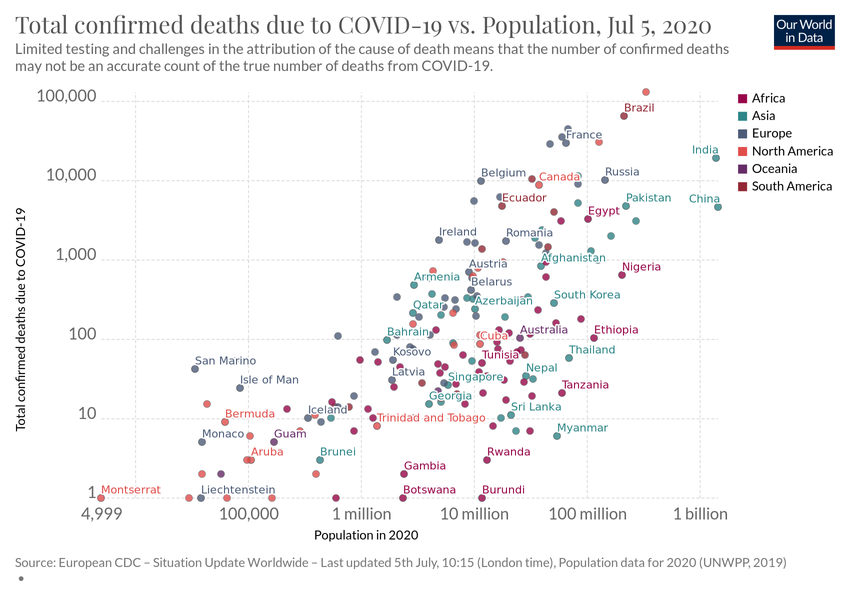 Total confirmed deaths due to COVID-19 vs. Population, Jul 5, 2020
Our World
in Data
Limited testing and challenges in the attribution of the cause of death means that the number of confirmed deaths
may not be an accurate count of the true number of deaths from COVID-19.
100,000
10,000
1,000
100
10
1
Total confirmed deaths due to COVID-19
Brazil
France
India
Belgium
Canada
Russia
Ecuador
Pakistan
China
Egypt
Ireland
Romania
Afghanistan
Austria
Nigeria
Armenia
Belarus
South Korea
Qatar
Azerbaijan
Bahrain
Cuba
Australia
Ethiopia
San Marino
Kosovo
Tunisia
Thailand
Isle of Man
Latvia
Singapore
Nepal
Tanzania
Georgia
Bermuda
Iceland
Trinidad and Tobago
Sri Lanka
Monaco
Guam
Myanmar
Aruba
Brunei
Rwanda
Gambia
Montserrat
Liechtenstein
Botswana
Burundi
4,999
100,000
1 million
10 million
100 million
1 billion
Population in 2020
Africa
Asia
Europe
North America
Oceania
South America
Source: European CDC – Situation Update Worldwide – Last updated 5th July, 10:15 (London time), Population data for 2020 (UNWPP, 2019)